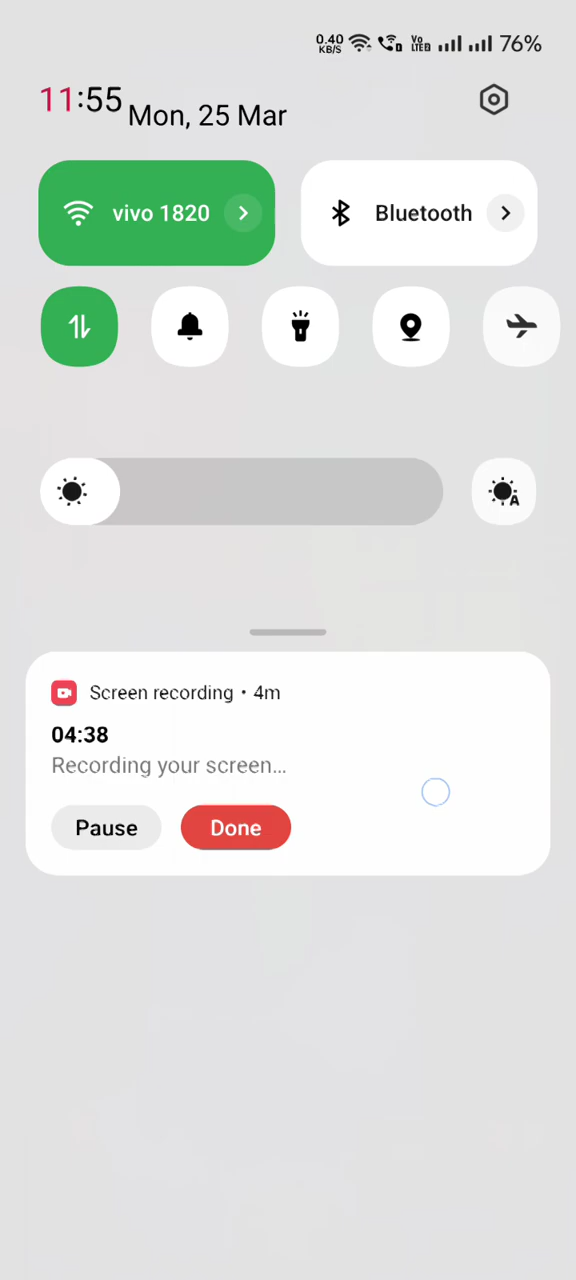 0.40 KB/S Vo LTE 2 76%
11:55 Mon, 25 Mar
vivo 1820
Bluetooth
A
Screen recording • 4m
04:38
Recording your screen...
Pause
Done